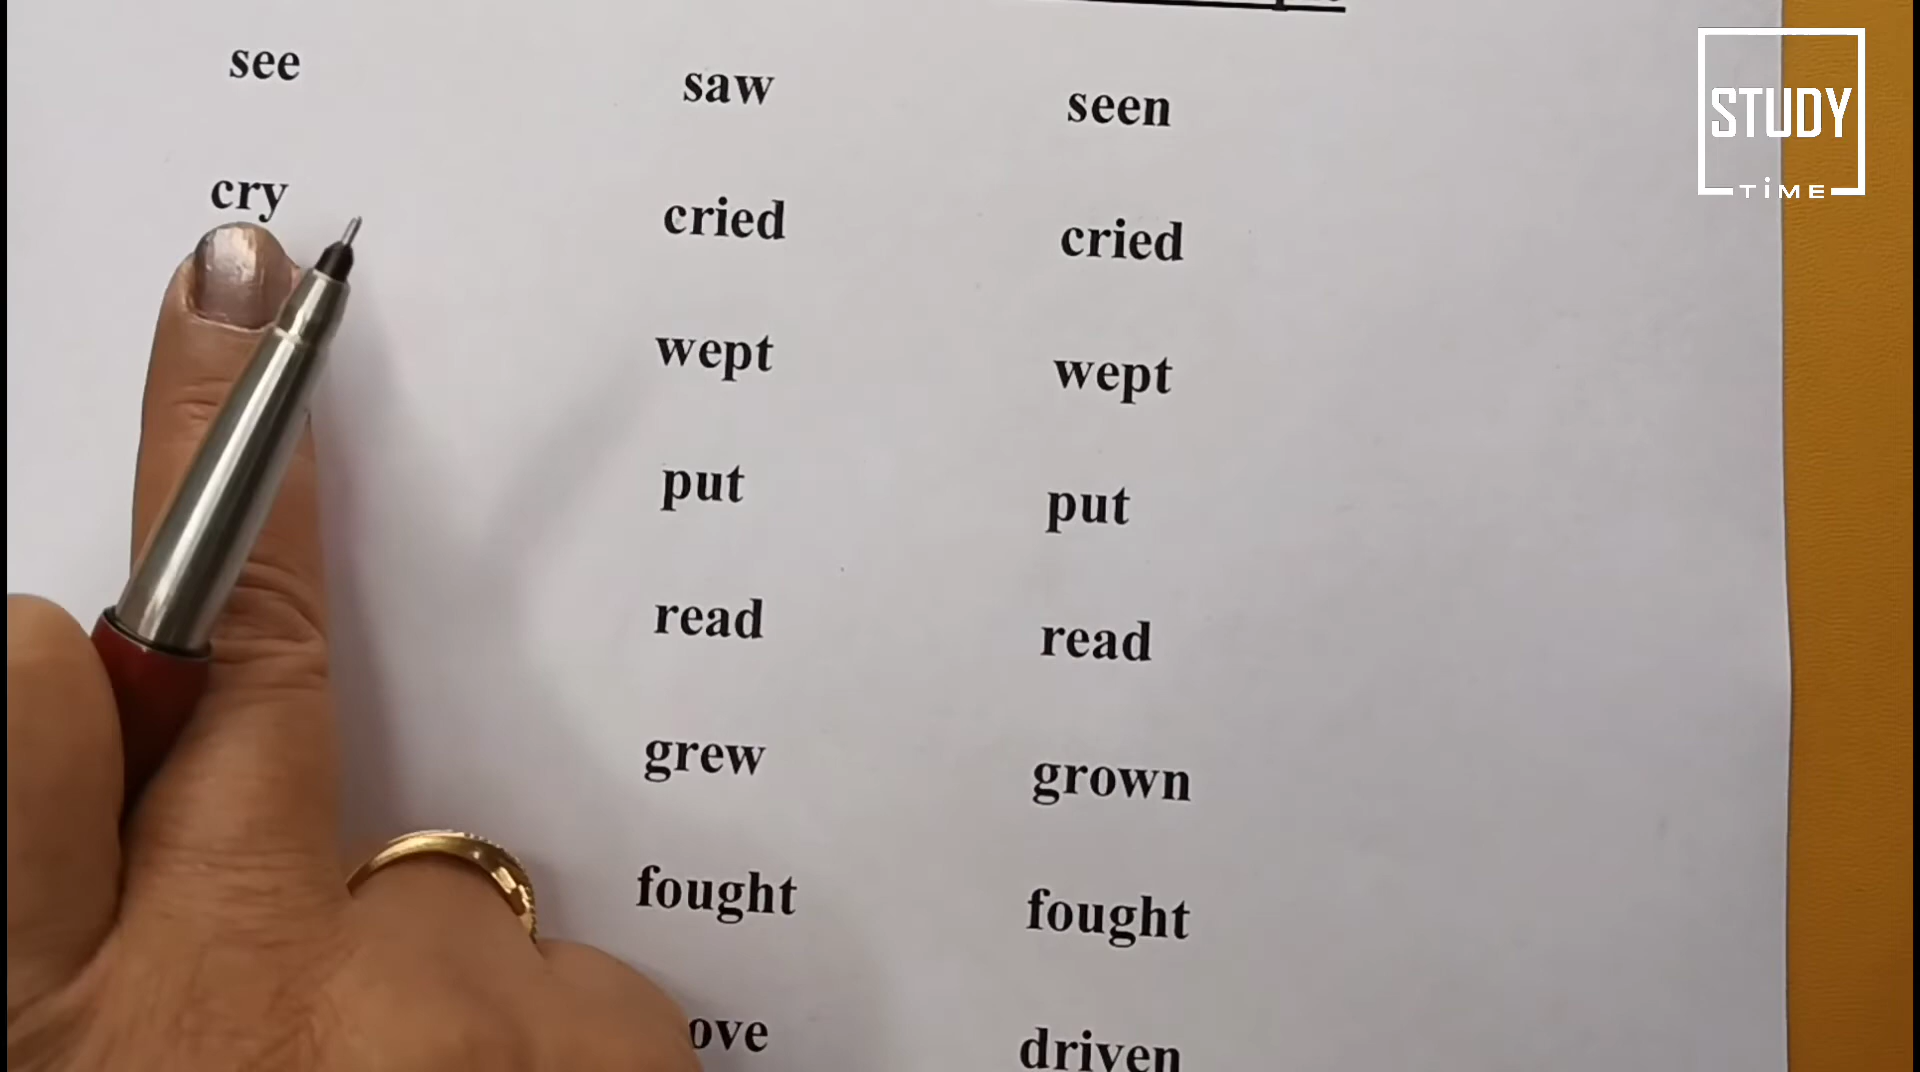 see saw seen
cry cried cried
wept wept
put put
read read
grew grown
fought fought
driven
STUDY
TiME